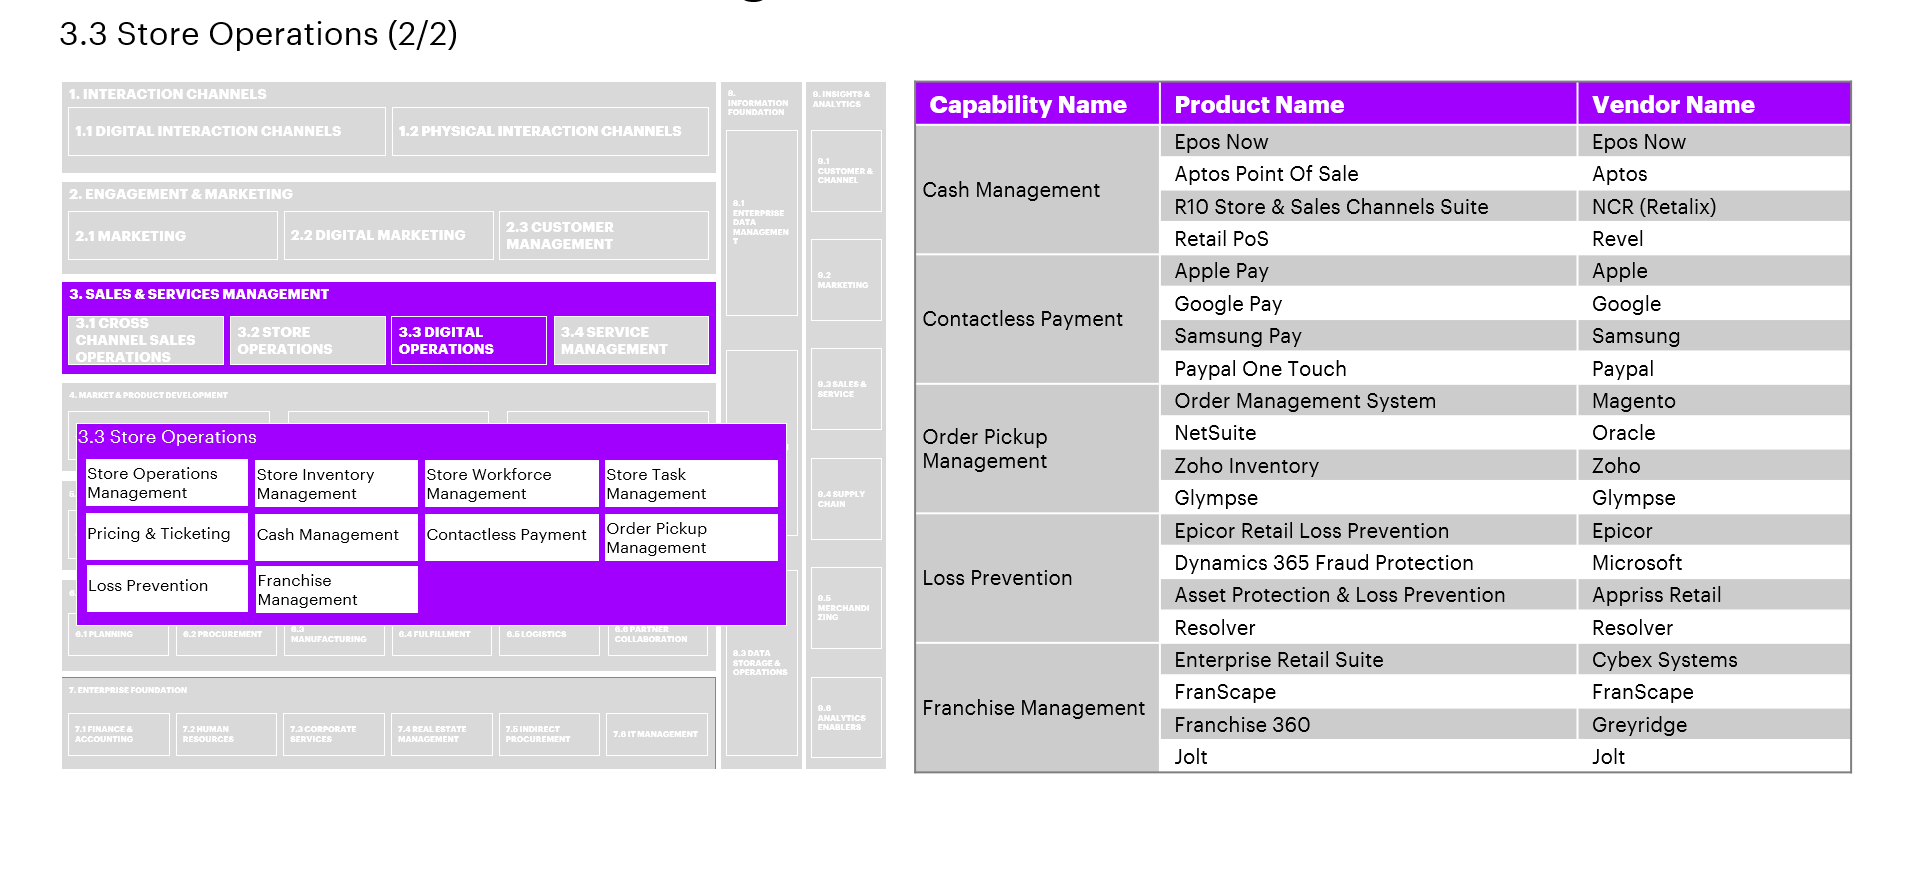 3.3 Store Operations (2/2)
1. INTERACTION CHANNELS
1.1 DIGITAL INTERACTION CHANNELS
1.2 PHYSICAL INTERACTION CHANNELS
2. ENGAGEMENT & MARKETING
2.1 MARKETING
2.2 DIGITAL MARKETING
2.3 CUSTOMER
MANAGEMENT
3. SALES & SERVICES MANAGEMENT
3.1 CROSS
CHANNEL SALES
OPERATIONS
3.2 STORE
OPERATIONS
3.3 DIGITAL
OPERATIONS
3.4 SERVICE
MANAGEMENT
4. MARKET & PRODUCT DEVELOPMENT
3.3 Store Operations
Store Operations
Management
Store Inventory
Management
Store Workforce
Management
Store Task
Management
Pricing & Ticketing
Cash Management
Contactless Payment
Order Pickup
Management
Loss Prevention
Franchise
Management
6.1 PLANNING
6.2 PROCUREMENT
6.3
MANUFACTURING
6.4 FULFILLMENT
6.5 LOGISTICS
6.6 PARTNER
COLLABORATION
7. ENTERPRISE FOUNDATION
7.1 FINANCE &
ACCOUNTING
7.2 HUMAN
RESOURCES
7.3 CORPORATE
SERVICES
7.4 REAL ESTATE
MANAGEMENT
7.5 INDIRECT
PROCUREMENT
7.6 IT MANAGEMENT
8.
INFORMATION
FOUNDATION
8.1
ENTERPRISE
DATA
MANAGEMEN
T
8.3 DATA
STORAGE &
OPERATIONS
9. INSIGHTS &
ANALYTICS
9.1
CUSTOMER &
CHANNEL
9.2
MARKETING
9.3 SALES &
SERVICE
9.4 SUPPLY
CHAIN
9.5
MERCHANDI
ZING
9.6
ANALYTICS
ENABLERS
Capability Name Product Name Vendor Name
Cash Management
Epos Now Epos Now
Aptos Point Of Sale Aptos
R10 Store & Sales Channels Suite NCR (Retalix)
Retail PoS Revel
Contactless Payment
Apple Pay Apple
Google Pay Google
Samsung Pay Samsung
Paypal One Touch Paypal
Order Pickup
Management
Order Management System Magento
NetSuite Oracle
Zoho Inventory Zoho
Glympse Glympse
Loss Prevention
Epicor Retail Loss Prevention Epicor
Dynamics 365 Fraud Protection Microsoft
Asset Protection & Loss Prevention Appriss Retail
Resolver Resolver
Franchise Management
Enterprise Retail Suite Cybex Systems
FranScape FranScape
Franchise 360 Greyridge
Jolt Jolt